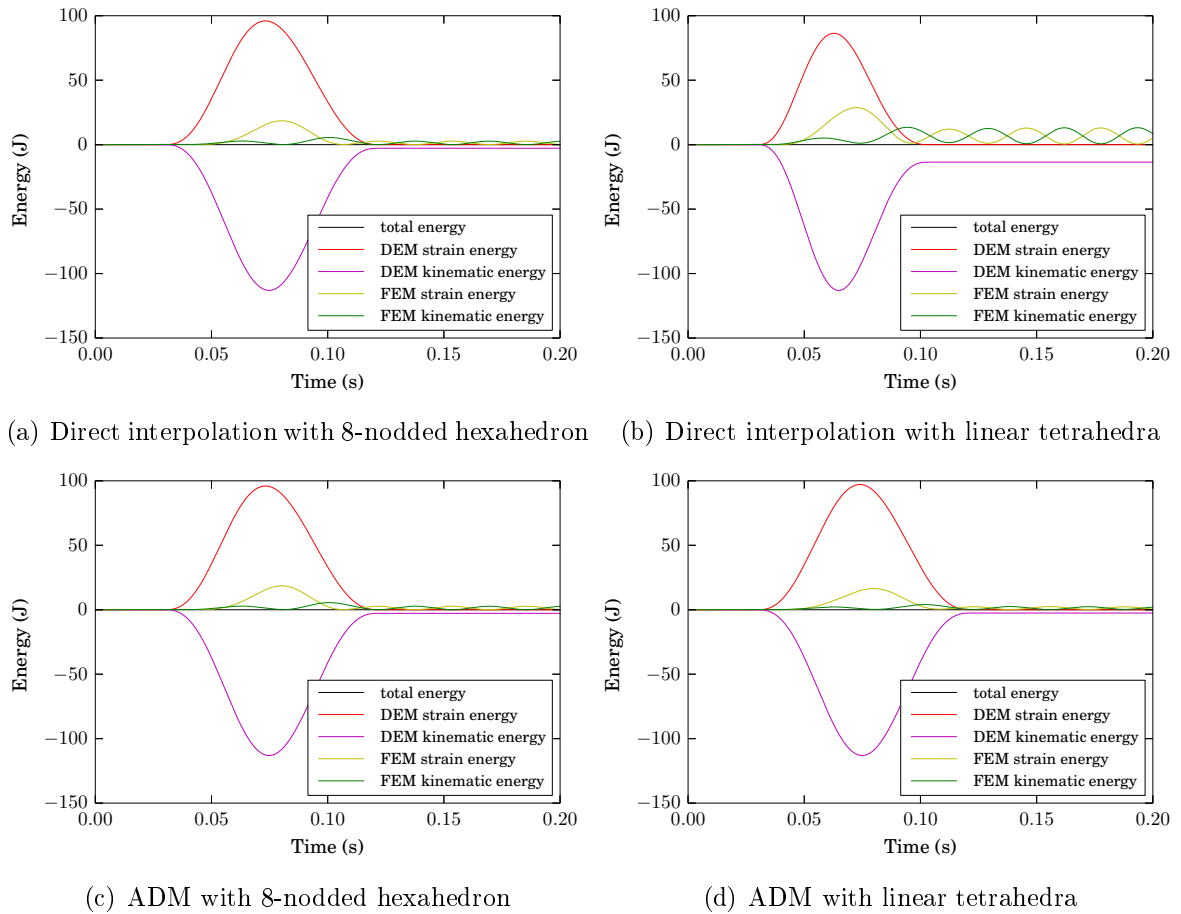 100
50
0
−50
−100
−150
Energy (J)
total energy
DEM strain energy
DEM kinematic energy
FEM strain energy
FEM kinematic energy
0.00 0.05 0.10 0.15 0.20
Time (s)
(a) Direct interpolation with 8-nodded hexahedron
100
50
0
−50
−100
−150
Energy (J)
total energy
DEM strain energy
DEM kinematic energy
FEM strain energy
FEM kinematic energy
0.00 0.05 0.10 0.15 0.20
Time (s)
(b) Direct interpolation with linear tetrahedra
100
50
0
−50
−100
−150
Energy (J)
total energy
DEM strain energy
DEM kinematic energy
FEM strain energy
FEM kinematic energy
0.00 0.05 0.10 0.15 0.20
Time (s)
(c) ADM with 8-nodded hexahedron
100
50
0
−50
−100
−150
Energy (J)
total energy
DEM strain energy
DEM kinematic energy
FEM strain energy
FEM kinematic energy
0.00 0.05 0.10 0.15 0.20
Time (s)
(d) ADM with linear tetrahedra